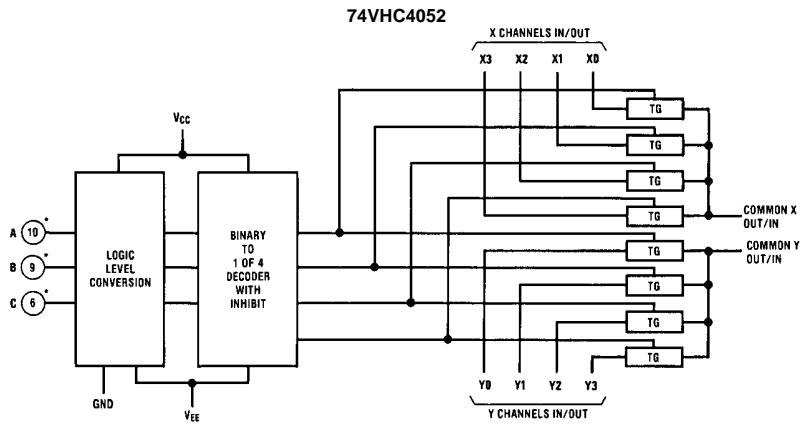 74VHC4052
X CHANNELS IN/OUT
X3 X2 X1 X0
TG
TG
TG
TG
COMMON X
OUT/IN
COMMON Y
OUT/IN
TG
TG
TG
TG
VCC
A 10 *
B 9 *
C 6 *
LOGIC
LEVEL
CONVERSION
BINARY
TO
1 OF 4
DECODER
WITH
INHIBIT
GND
VEE
Y0 Y1 Y2 Y3
Y CHANNELS IN/OUT